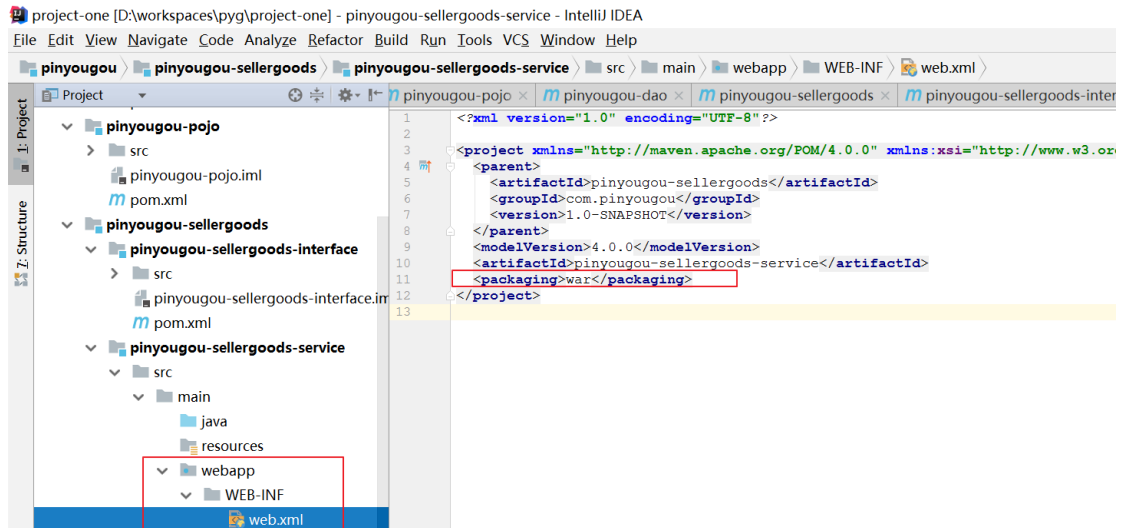 project-one [D:\workspaces\pyg\project-one] - pinyougou-sellergoods-service - IntelliJ IDEA
File Edit View Navigate Code Analyze Refactor Build Run Tools VCS Window Help
pinyougou pinyougou-sellergoods pinyougou-sellergoods-service src main webapp WEB-INF web.xml
Project
pinyougou-pojo × pinyougou-dao × pinyougou-sellergoods × pinyougou-sellergoods-inter
1: Project
7: Structure
pinyougou-pojo
src
pinyougou-pojo.iml
pom.xml
pinyougou-sellergoods
pinyougou-sellergoods-interface
src
pinyougou-sellergoods-interface.im
pom.xml
pinyougou-sellergoods-service
src
main
java
resources
webapp
WEB-INF
web.xml
1 <?xml version="1.0" encoding="UTF-8"?>
2
3 <project xmlns="http://maven.apache.org/POM/4.0.0" xmlns:xsi="http://www.w3.or
4 <parent>
5 <artifactId>pinyougou-sellergoods</artifactId>
6 <groupId>com.pinyougou</groupId>
7 <version>1.0-SNAPSHOT</version>
8 </parent>
9 <modelVersion>4.0.0</modelVersion>
10 <artifactId>pinyougou-sellergoods-service</artifactId>
11 <packaging>war</packaging>
12 </project>
13